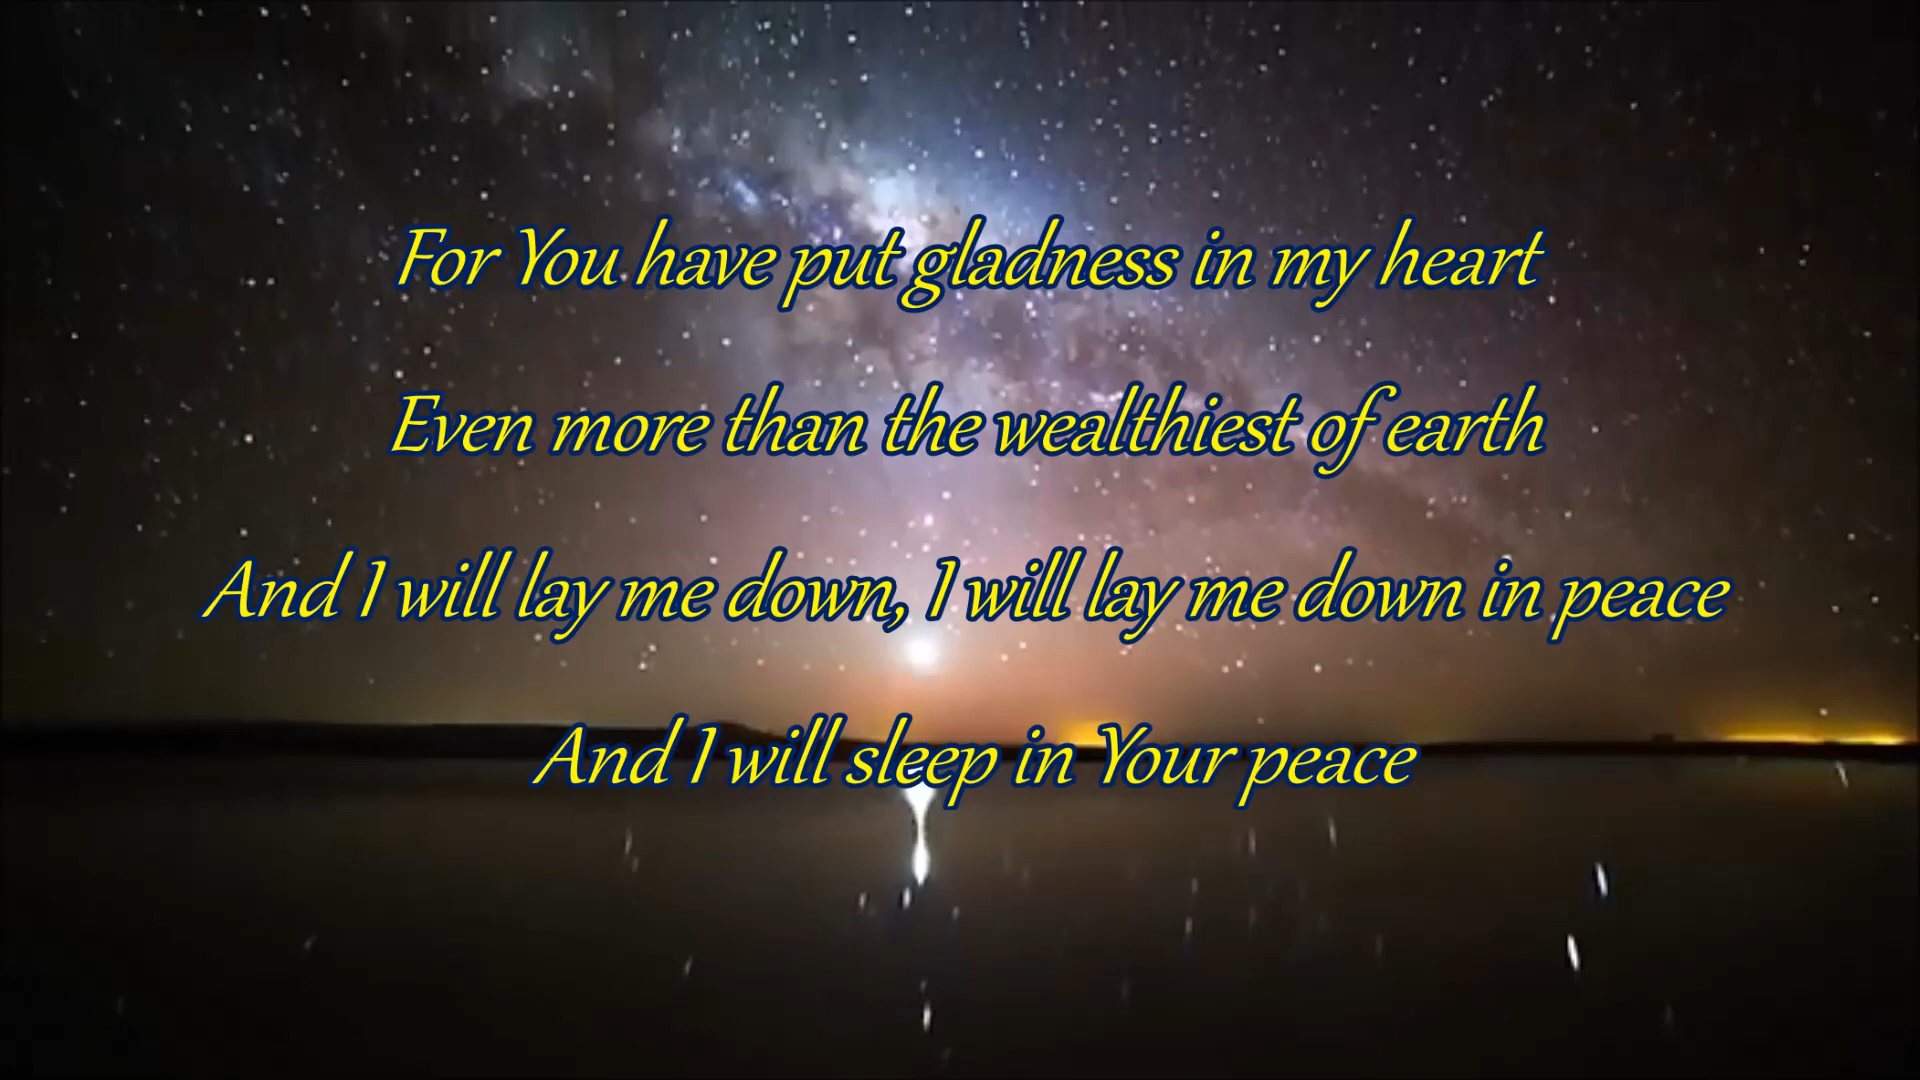 For You have put gladness in my heart
Even more than the wealthiest of earth
And I will lay me down, I will lay me down in peace
And I will sleep in Your peace